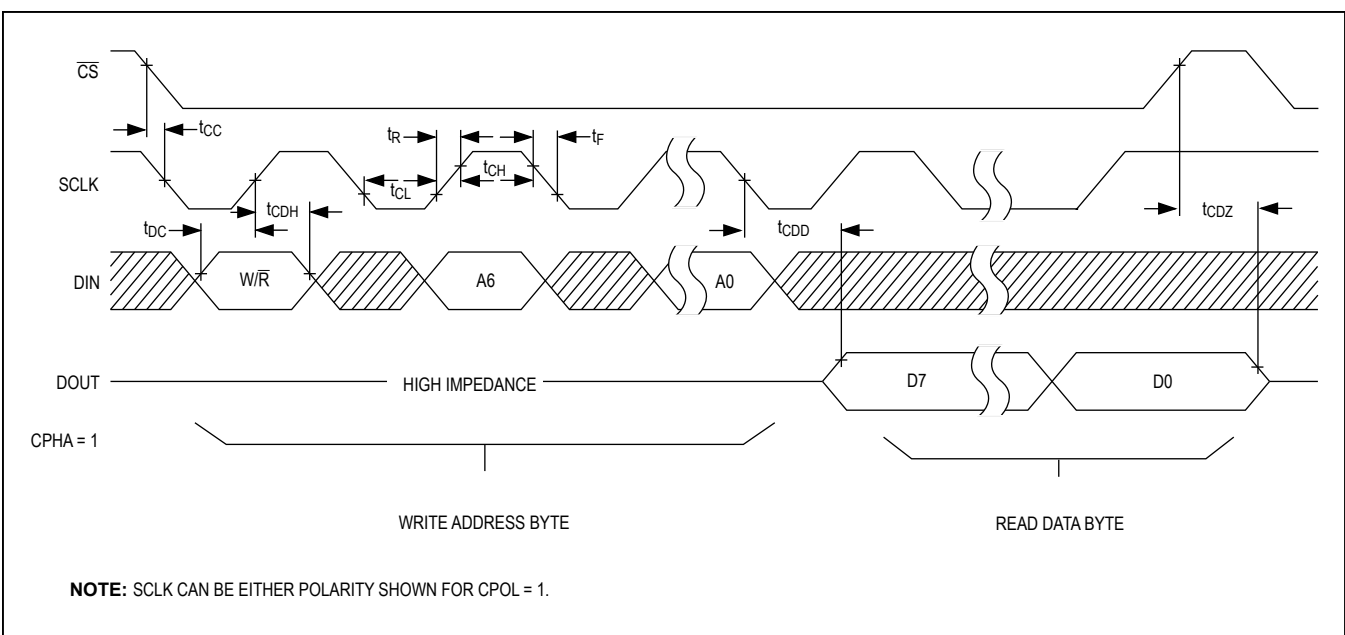 C̅S̅
tCC
tR
tF
SCLK
tCL
tCH
tDC
tCDH
tCDD
tCDZ
DIN
W/R̅
A6
A0
DOUT
HIGH IMPEDANCE
D7
D0
CPHA = 1
WRITE ADDRESS BYTE
READ DATA BYTE
NOTE: SCLK CAN BE EITHER POLARITY SHOWN FOR CPOL = 1.